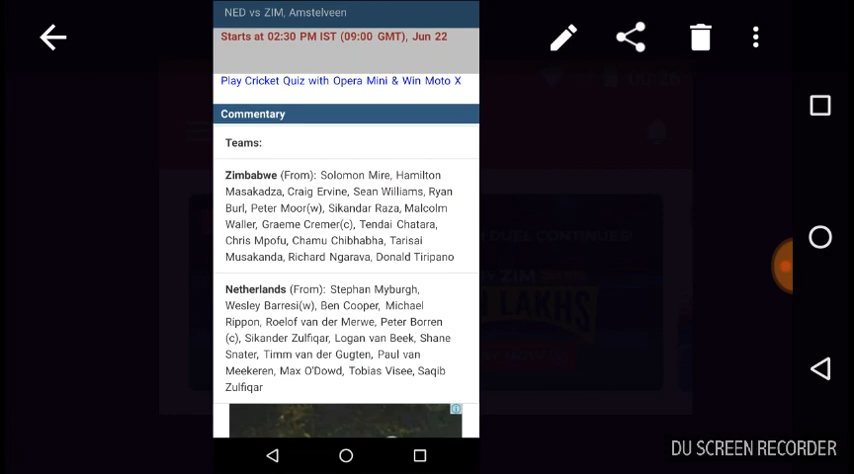 NED vs ZIM, Amstelveen
Starts at 02:30 PM IST (09:00 GMT), Jun 22
Play Cricket Quiz with Opera Mini & Win Moto X
Commentary
Teams:
Zimbabwe (From): Solomon Mire, Hamilton
Masakadza, Craig Ervine, Sean Williams, Ryan
Burl, Peter Moor(w), Sikandar Raza, Malcolm
Waller, Graeme Cremer(c), Tendai Chatara,
Chris Mpofu, Chamu Chibhabha, Tarisai
Musakanda, Richard Ngarava, Donald Tiripano
Netherlands (From): Stephan Myburgh,
Wesley Barresi(w), Ben Cooper, Michael
Rippon, Roelof van der Merwe, Peter Borren
(c), Sikander Zulfiqar, Logan van Beek, Shane
Snater, Timm van der Gugten, Paul van
Meekeren, Max O'Dowd, Tobias Visee, Saqib
Zulfiqar
DUEL CONTINUES!
ZIM
LAKHS
DU SCREEN RECORDER